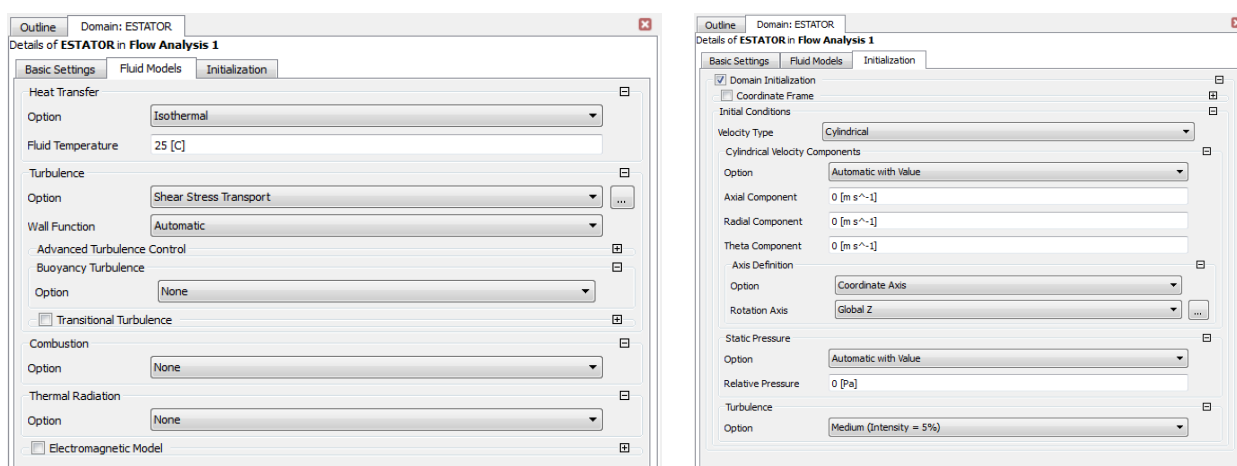 Outline Domain: ESTATOR
Details of ESTATOR in Flow Analysis 1
Basic Settings Fluid Models Initialization
Heat Transfer
Option Isothermal
Fluid Temperature 25 [C]
Turbulence
Option Shear Stress Transport ...
Wall Function Automatic
Advanced Turbulence Control
Buoyancy Turbulence
Option None
Transitional Turbulence
Combustion
Option None
Thermal Radiation
Option None
Electromagnetic Model
Outline Domain: ESTATOR
Details of ESTATOR in Flow Analysis 1
Basic Settings Fluid Models Initialization
Domain Initialization
Coordinate Frame
Initial Conditions
Velocity Type Cylindrical
Cylindrical Velocity Components
Option Automatic with Value
Axial Component 0 [m s^-1]
Radial Component 0 [m s^-1]
Theta Component 0 [m s^-1]
Axis Definition
Option Coordinate Axis
Rotation Axis Global Z ...
Static Pressure
Option Automatic with Value
Relative Pressure 0 [Pa]
Turbulence
Option Medium (Intensity = 5%)